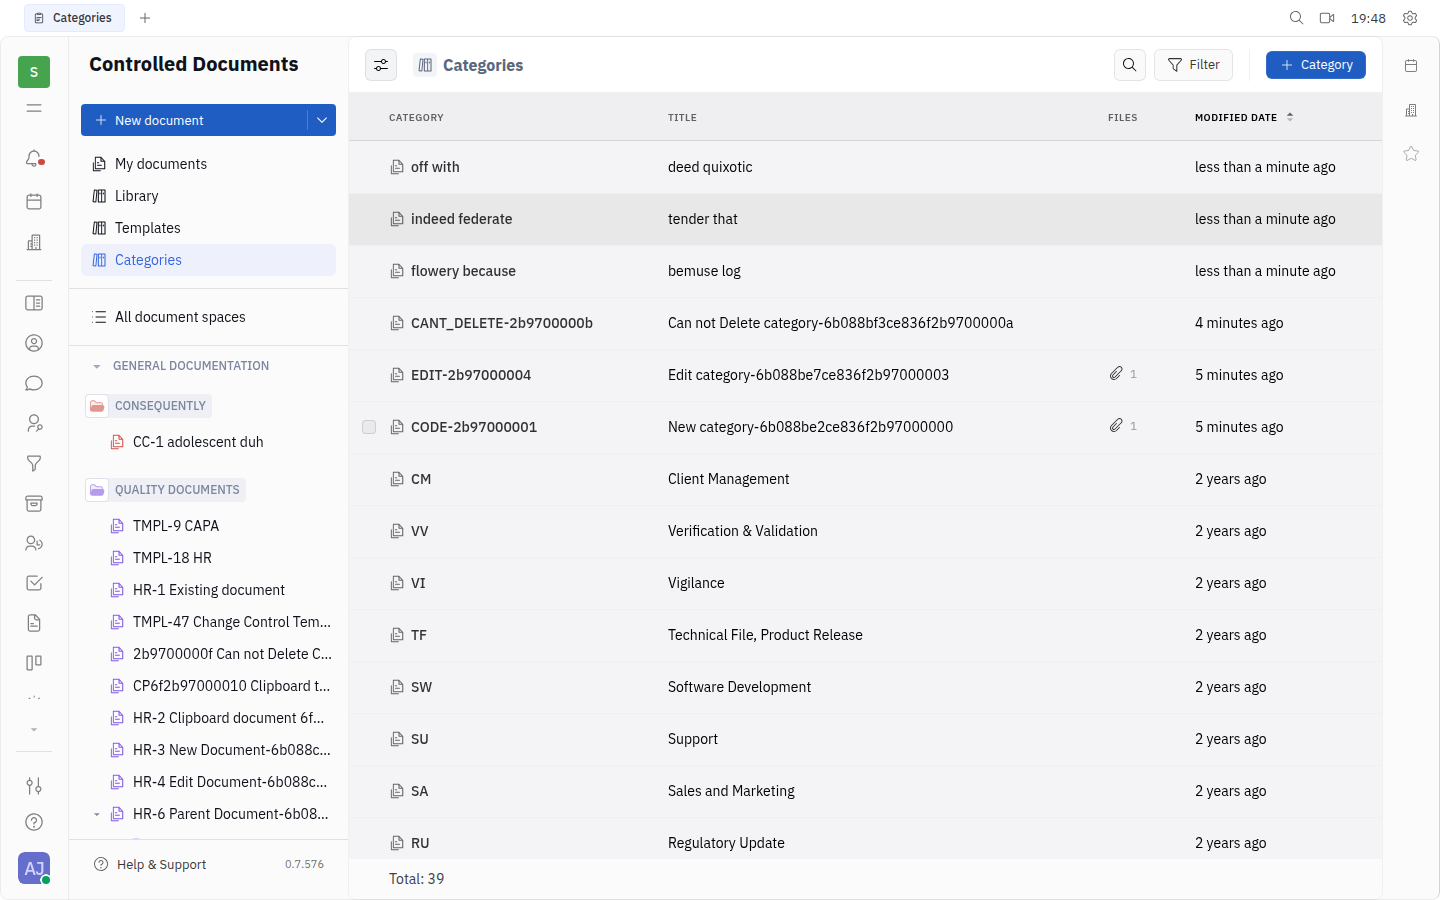 Categories
19:48
S
Controlled Documents
New document
My documents
Library
Templates
Categories
All document spaces
GENERAL DOCUMENTATION
CONSEQUENTLY
CC-1 adolescent duh
QUALITY DOCUMENTS
TMPL-9 CAPA
TMPL-18 HR
HR-1 Existing document
TMPL-47 Change Control Tem...
2b9700000f Can not Delete C...
CP6f2b97000010 Clipboard t...
HR-2 Clipboard document 6f...
HR-3 New Document-6b088c...
HR-4 Edit Document-6b088c...
HR-6 Parent Document-6b08...
Help & Support 0.7.576
AJ
Categories
Filter
Category
CATEGORY TITLE FILES MODIFIED DATE
off with deed quixotic less than a minute ago
indeed federate tender that less than a minute ago
flowery because bemuse log less than a minute ago
CANT_DELETE-2b9700000b Can not Delete category-6b088bf3ce836f2b9700000a 4 minutes ago
EDIT-2b97000004 Edit category-6b088be7ce836f2b97000003 1 5 minutes ago
CODE-2b97000001 New category-6b088be2ce836f2b97000000 1 5 minutes ago
CM Client Management 2 years ago
VV Verification & Validation 2 years ago
VI Vigilance 2 years ago
TF Technical File, Product Release 2 years ago
SW Software Development 2 years ago
SU Support 2 years ago
SA Sales and Marketing 2 years ago
RU Regulatory Update 2 years ago
Total: 39